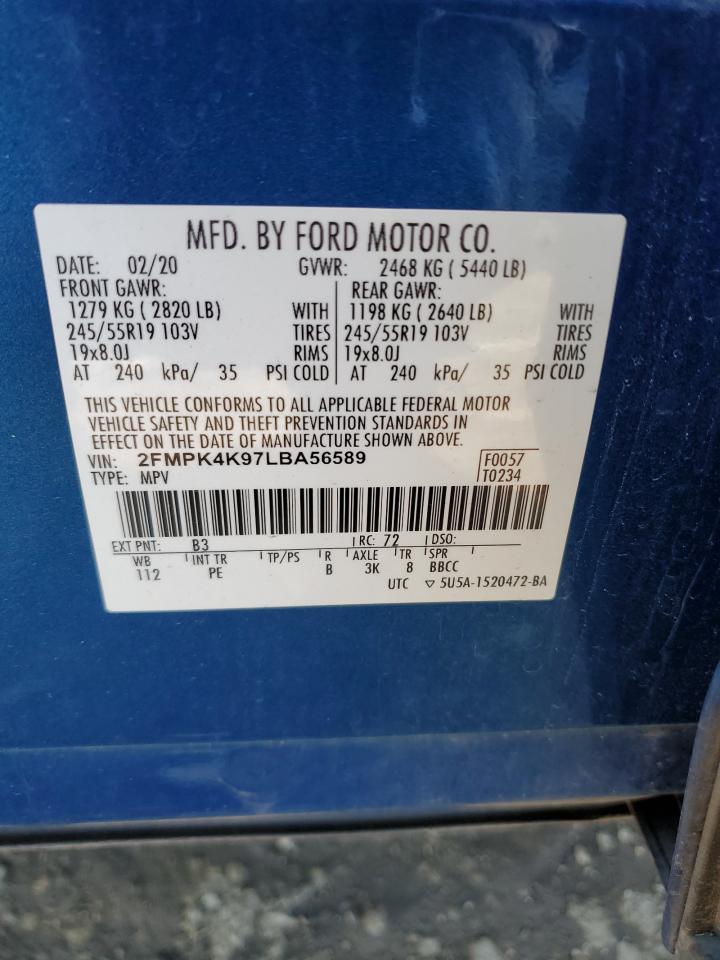 MFD. BY FORD MOTOR CO.
DATE: 02/20 GVWR: 2468 KG ( 5440 LB)
FRONT GAWR: REAR GAWR:
1279 KG ( 2820 LB) WITH 1198 KG ( 2640 LB) WITH
245/55R19 103V TIRES 245/55R19 103V TIRES
19x8.0J RIMS 19x8.0J RIMS
AT 240 kPa/ 35 PSI COLD AT 240 kPa/ 35 PSI COLD
THIS VEHICLE CONFORMS TO ALL APPLICABLE FEDERAL MOTOR
VEHICLE SAFETY AND THEFT PREVENTION STANDARDS IN
EFFECT ON THE DATE OF MANUFACTURE SHOWN ABOVE.
VIN: 2FMPK4K97LBA56589 F0057
TYPE: MPV T0234
EXT PNT: B3 RC: 72 DSO:
WB INT TR TP/PS R AXLE TR SPR
112 PE B 3K 8 BBCC
UTC ▽ 5U5A-1520472-BA